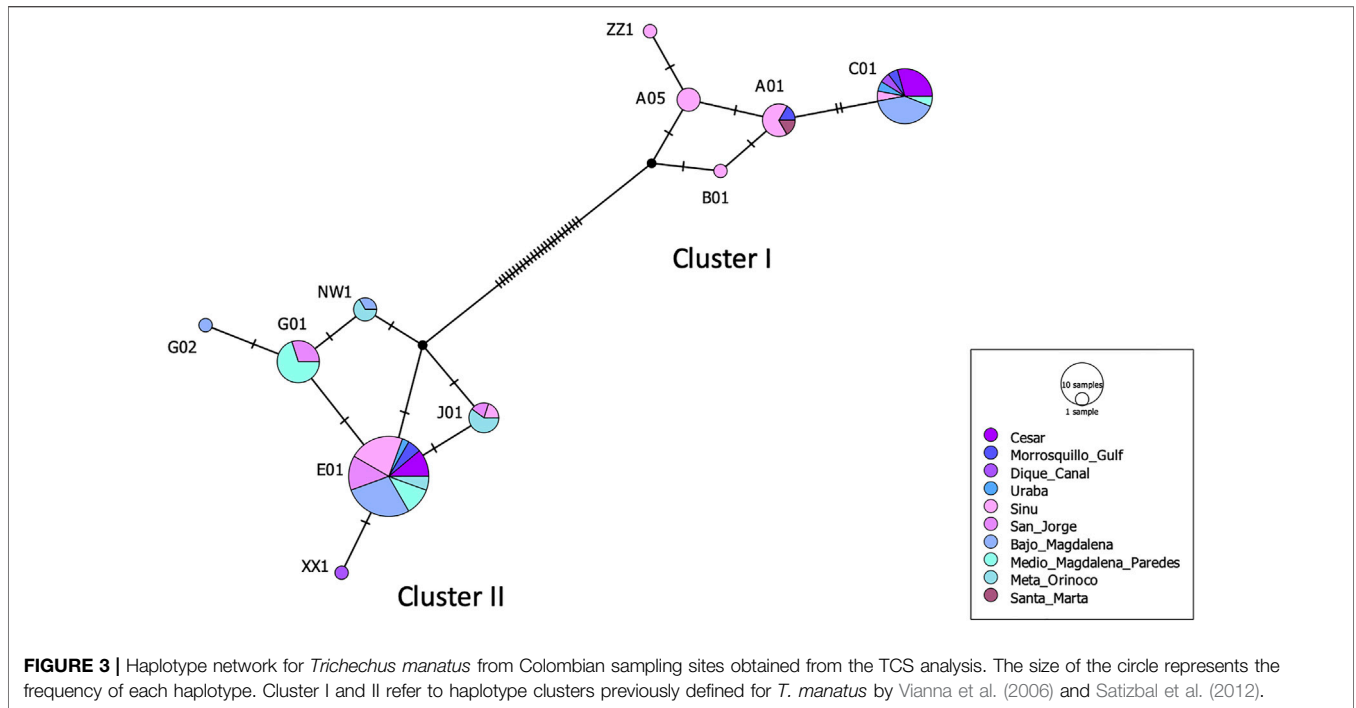 ZZ1
C01
A01
A05
B01
Cluster I
NW1
G01
G02
J01
E01
XX1
Cluster II
10 samples
1 sample
Cesar
Morrosquillo_Gulf
Dique_Canal
Uraba
Sinu
San_Jorge
Bajo_Magdalena
Medio_Magdalena_Paredes
Meta_Orinoco
Santa_Marta
FIGURE 3 | Haplotype network for Trichechus manatus from Colombian sampling sites obtained from the TCS analysis. The size of the circle represents the
frequency of each haplotype. Cluster I and II refer to haplotype clusters previously defined for T. manatus by Vianna et al. (2006) and Satizbal et al. (2012).